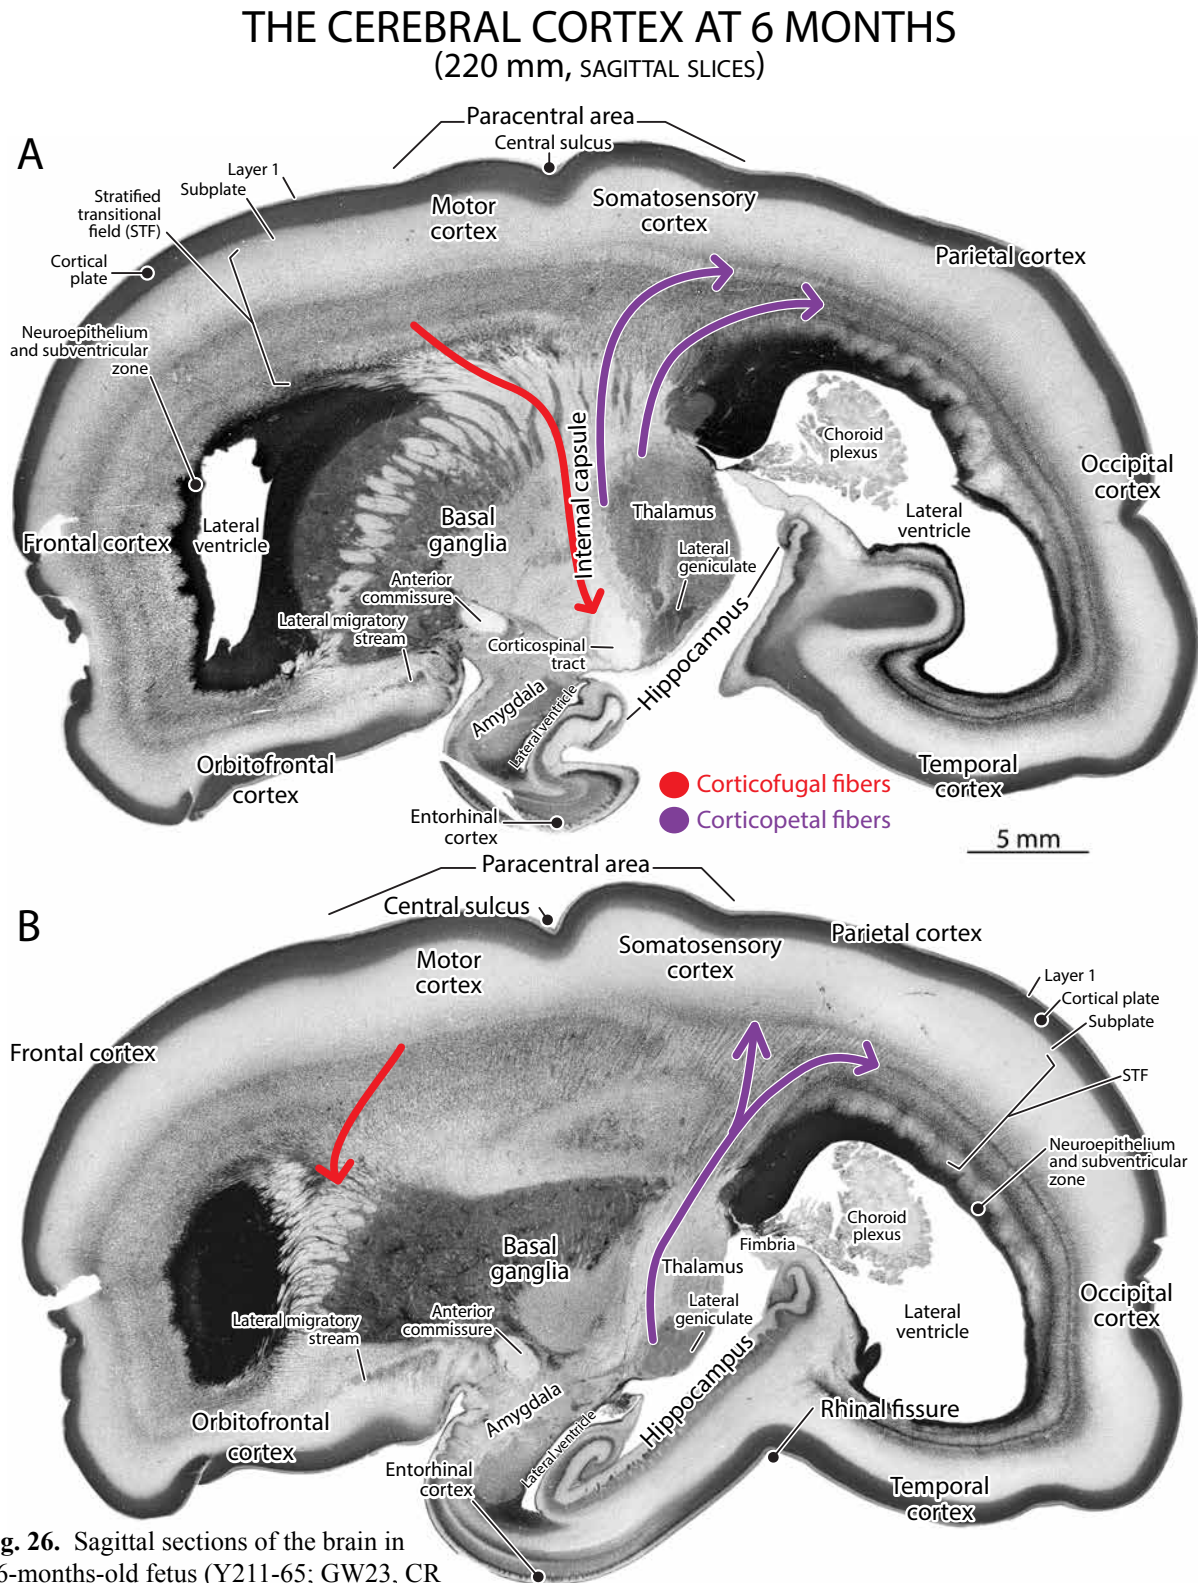 THE CEREBRAL CORTEX AT 6 MONTHS
(220 mm, SAGITTAL SLICES)
A
Paracentral area
Central sulcus
Layer 1
Subplate
Stratified
transitional
field (STF)
Cortical
plate
Neuroepithelium
and subventricular
zone
Motor
cortex
Somatosensory
cortex
Parietal cortex
Occipital
cortex
Frontal cortex
Lateral
ventricle
Basal
ganglia
Internal capsule
Thalamus
Lateral
geniculate
Choroid
plexus
Lateral
ventricle
Anterior
commissure
Lateral migratory
stream
Corticospinal
tract
Hippocampus
Amygdala
Lateral ventricle
Orbitofrontal
cortex
Entorhinal
cortex
Temporal
cortex
Corticofugal fibers
Corticopetal fibers
5 mm
B
Paracentral area
Central sulcus
Motor
cortex
Somatosensory
cortex
Parietal cortex
Layer 1
Cortical plate
Subplate
STF
Neuroepithelium
and subventricular
zone
Frontal cortex
Basal
ganglia
Thalamus
Fimbria
Choroid
plexus
Lateral
geniculate
Lateral
ventricle
Occipital
cortex
Lateral migratory
stream
Anterior
commissure
Amygdala
Lateral ventricle
Hippocampus
Rhinal fissure
Orbitofrontal
cortex
Entorhinal
cortex
Temporal
cortex
g. 26. Sagittal sections of the brain in
6-months-old fetus (Y211-65; GW23, CR